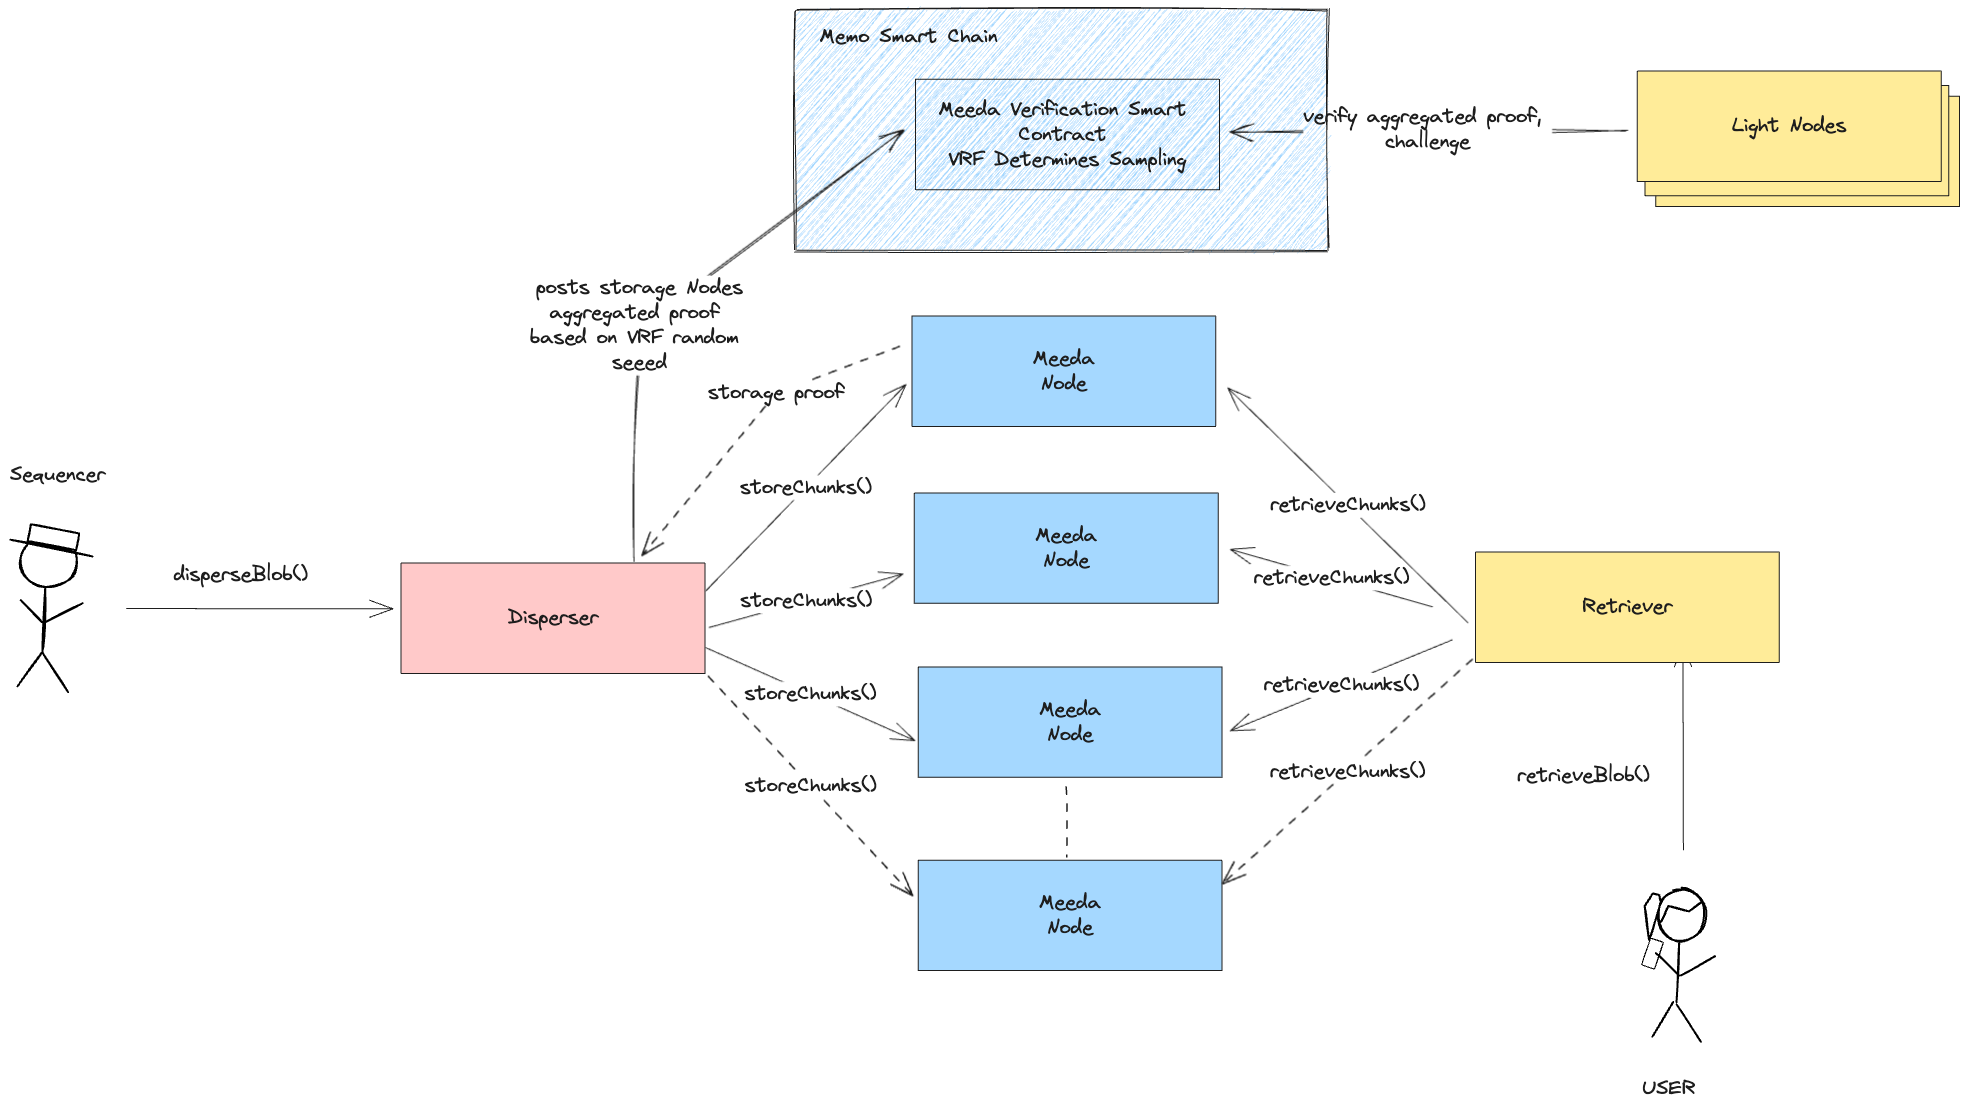 Memo Smart Chain
Meeda Verification Smart
Contract
VRF Determines Sampling
verify aggregated proof,
challenge
Light Nodes
posts storage Nodes
aggregated proof
based on VRF random
seeed
storage proof
Meeda
Node
storeChunks()
retrieveChunks()
Sequencer
disperseBlob()
Meeda
Node
storeChunks()
retrieveChunks()
Disperser
Retriever
storeChunks()
retrieveChunks()
Meeda
Node
storeChunks()
retrieveChunks()
retrieveBlob()
Meeda
Node
USER